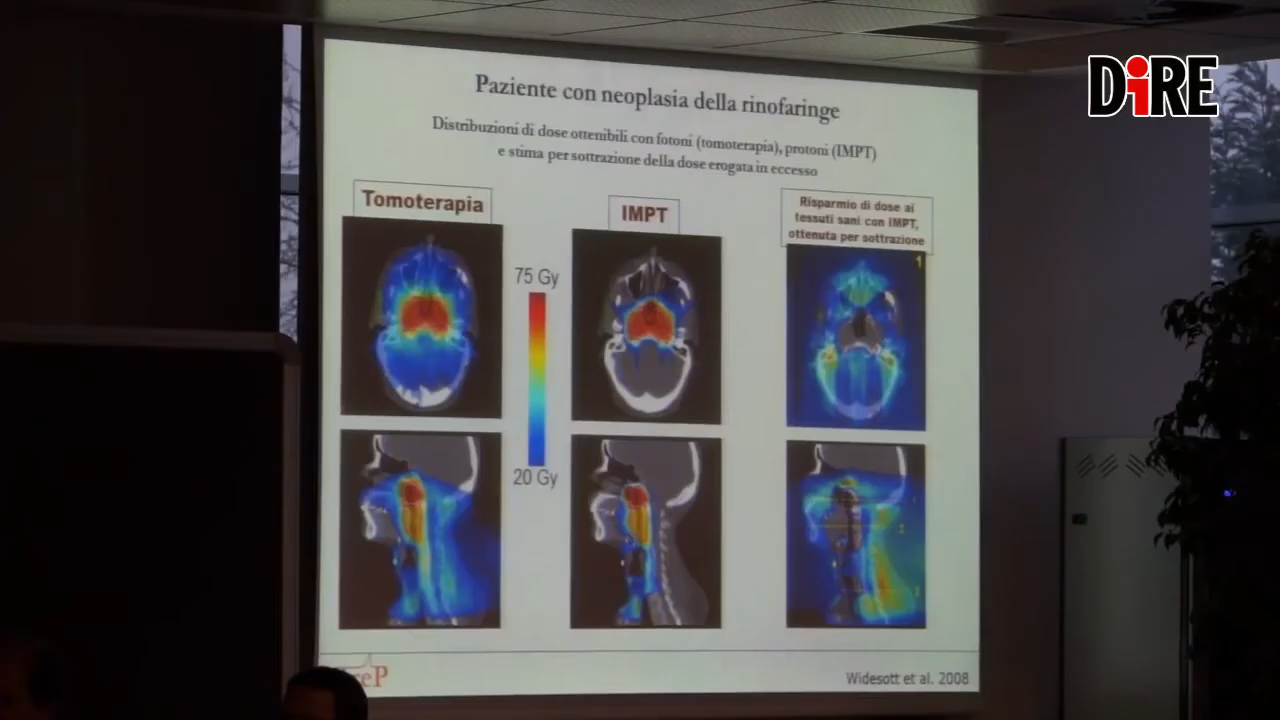 DiRE
Paziente con neoplasia della rinofaringe
Distribuzioni di dose ottenibili con fotoni (tomoterapia), protoni (IMPT)
e stima per sottrazione della dose erogata in eccesso
Tomoterapia
IMPT
Risparmio di dose ai
tessuti sani con IMPT,
ottenuta per sottrazione
1
75 Gy
20 Gy
Widesott et al. 2008